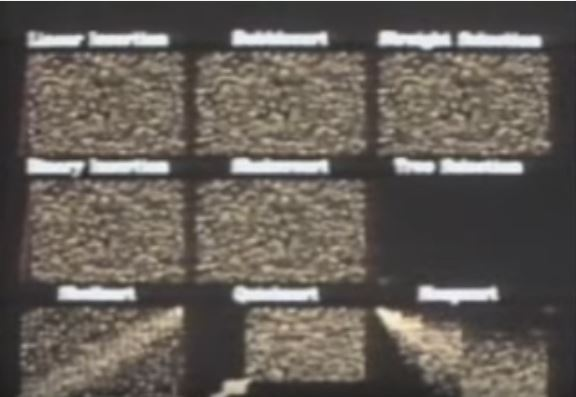 Linear Insertion Bubblesort Straight Selection
Binary Insertion Shakersort Tree Selection
Shellsort Quicksort Heapsort